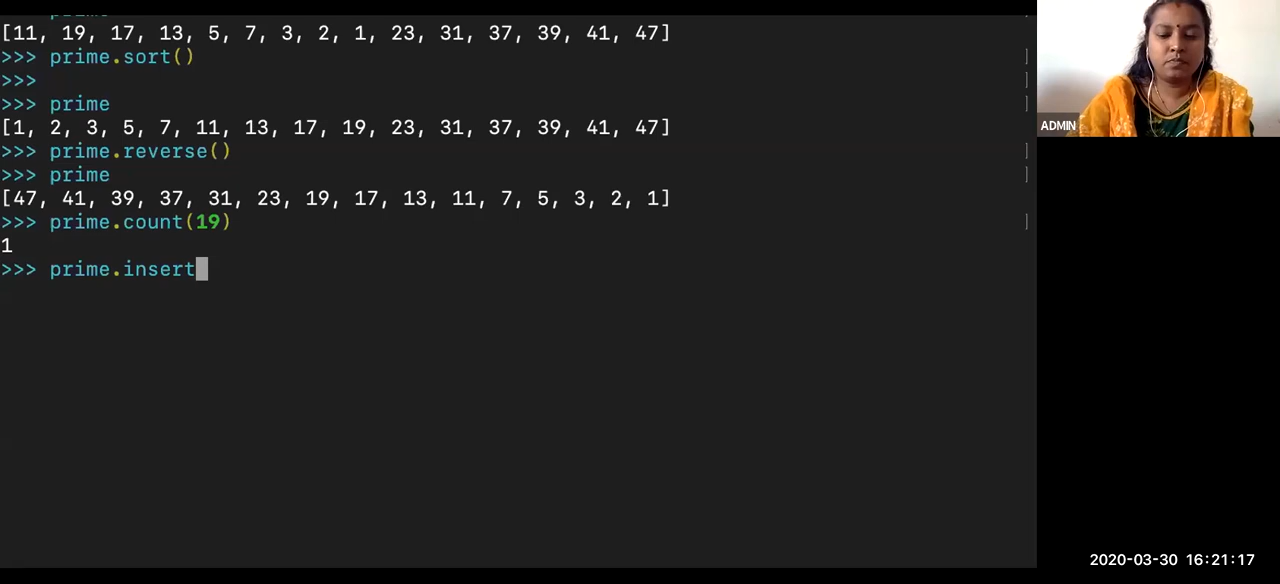 [11, 19, 17, 13, 5, 7, 3, 2, 1, 23, 31, 37, 39, 41, 47]
>>> prime.sort()
>>>
>>> prime
[1, 2, 3, 5, 7, 11, 13, 17, 19, 23, 31, 37, 39, 41, 47]
>>> prime.reverse()
>>> prime
[47, 41, 39, 37, 31, 23, 19, 17, 13, 11, 7, 5, 3, 2, 1]
>>> prime.count(19)
1
>>> prime.insert
ADMIN
2020-03-30 16:21:17